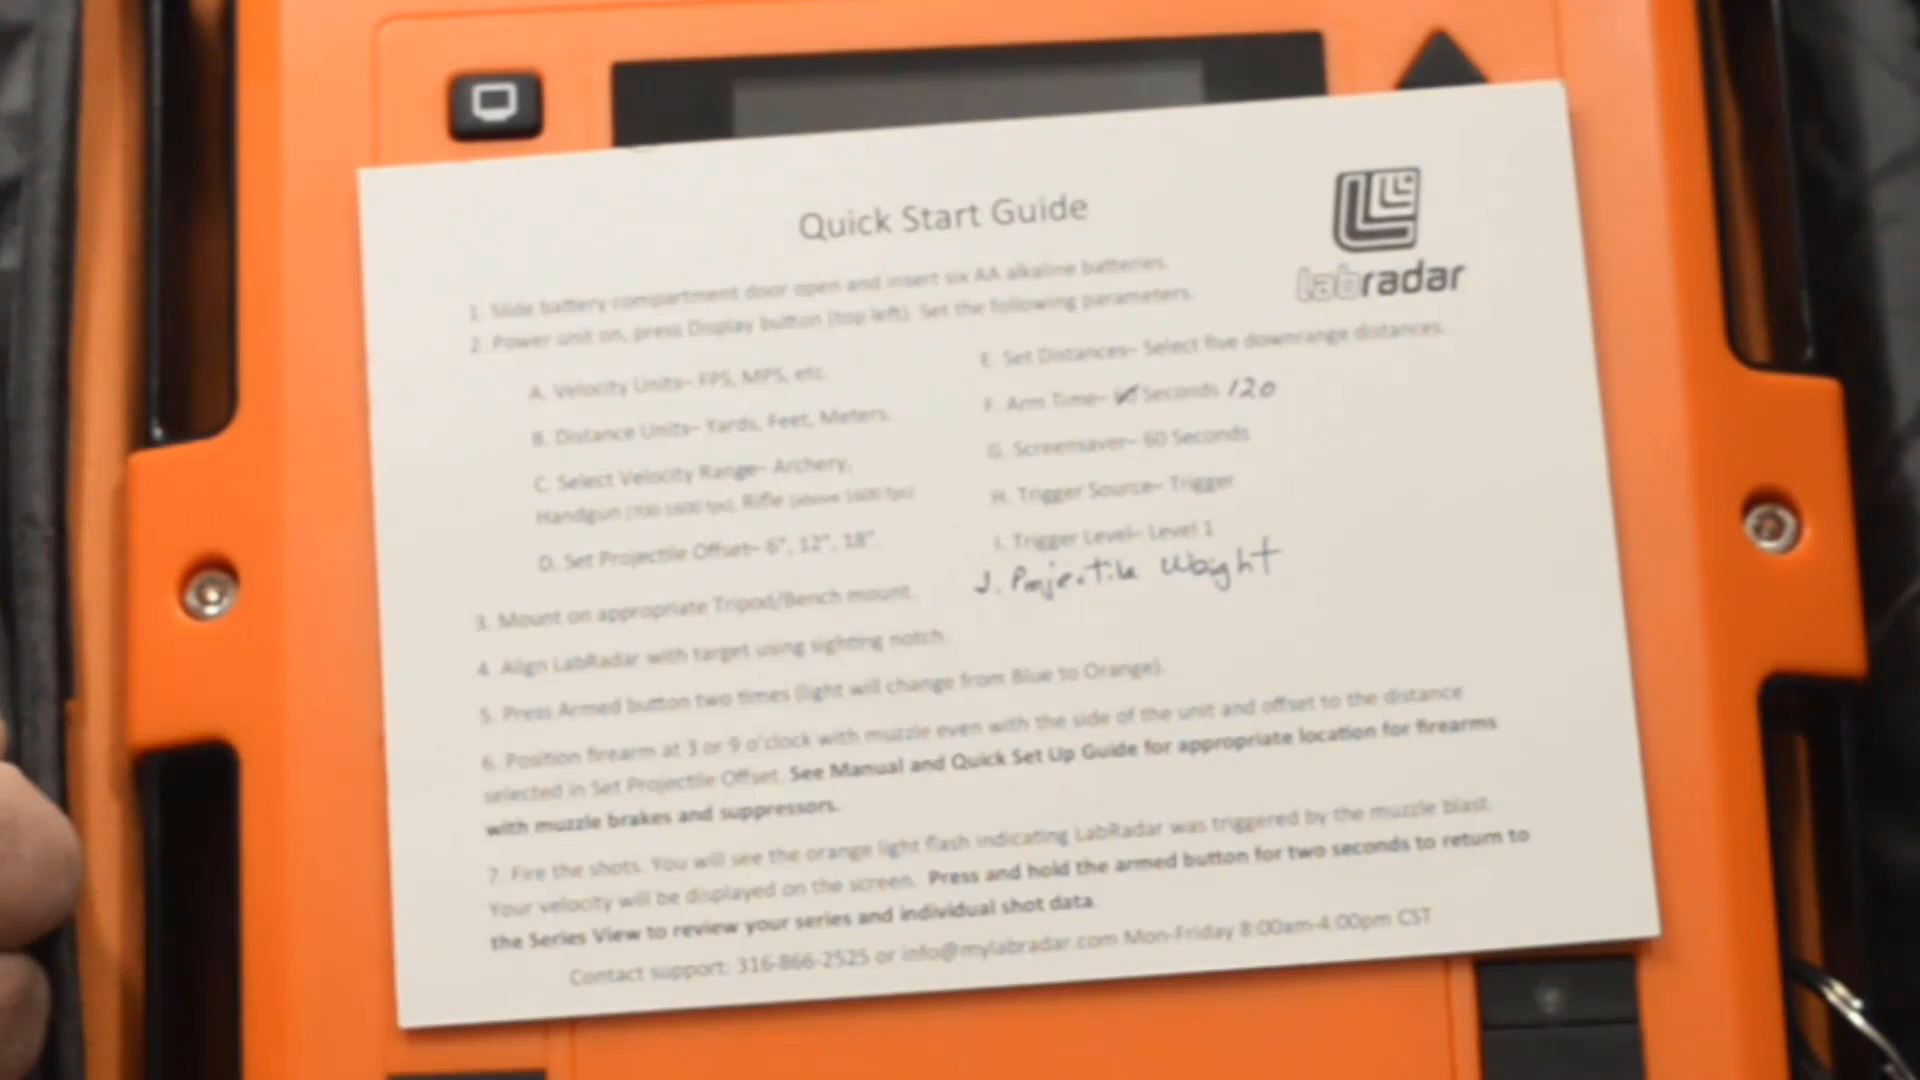 Quick Start Guide
labradar
1. Slide battery compartment door open and insert six AA alkaline batteries.
2. Power unit on, press Display button (top left). Set the following parameters.
A. Velocity Units– FPS, MPS, etc.
B. Distance Units– Yards, Feet, Meters.
C. Select Velocity Range– Archery,
Handgun (700-1600 fps), Rifle (above 1600 fps)
D. Set Projectile Offset– 6", 12", 18".
E. Set Distances– Select five downrange distances.
F. Arm Time– Seconds 120
G. Screensaver– 60 Seconds
H. Trigger Source– Trigger
I. Trigger Level– Level 1
J. Projectile Weight
3. Mount on appropriate Tripod/Bench mount.
4. Align LabRadar with target using sighting notch.
5. Press Armed button two times (light will change from Blue to Orange).
6. Position firearm at 3 or 9 o'clock with muzzle even with the side of the unit and offset to the distance
selected in Set Projectile Offset. See Manual and Quick Set Up Guide for appropriate location for firearms
with muzzle brakes and suppressors.
7. Fire the shots. You will see the orange light flash indicating LabRadar was triggered by the muzzle blast.
Your velocity will be displayed on the screen. Press and hold the armed button for two seconds to return to
the Series View to review your series and individual shot data.
Contact support: 316-866-2525 or info@mylabradar.com Mon-Friday 8:00am-4:00pm CST